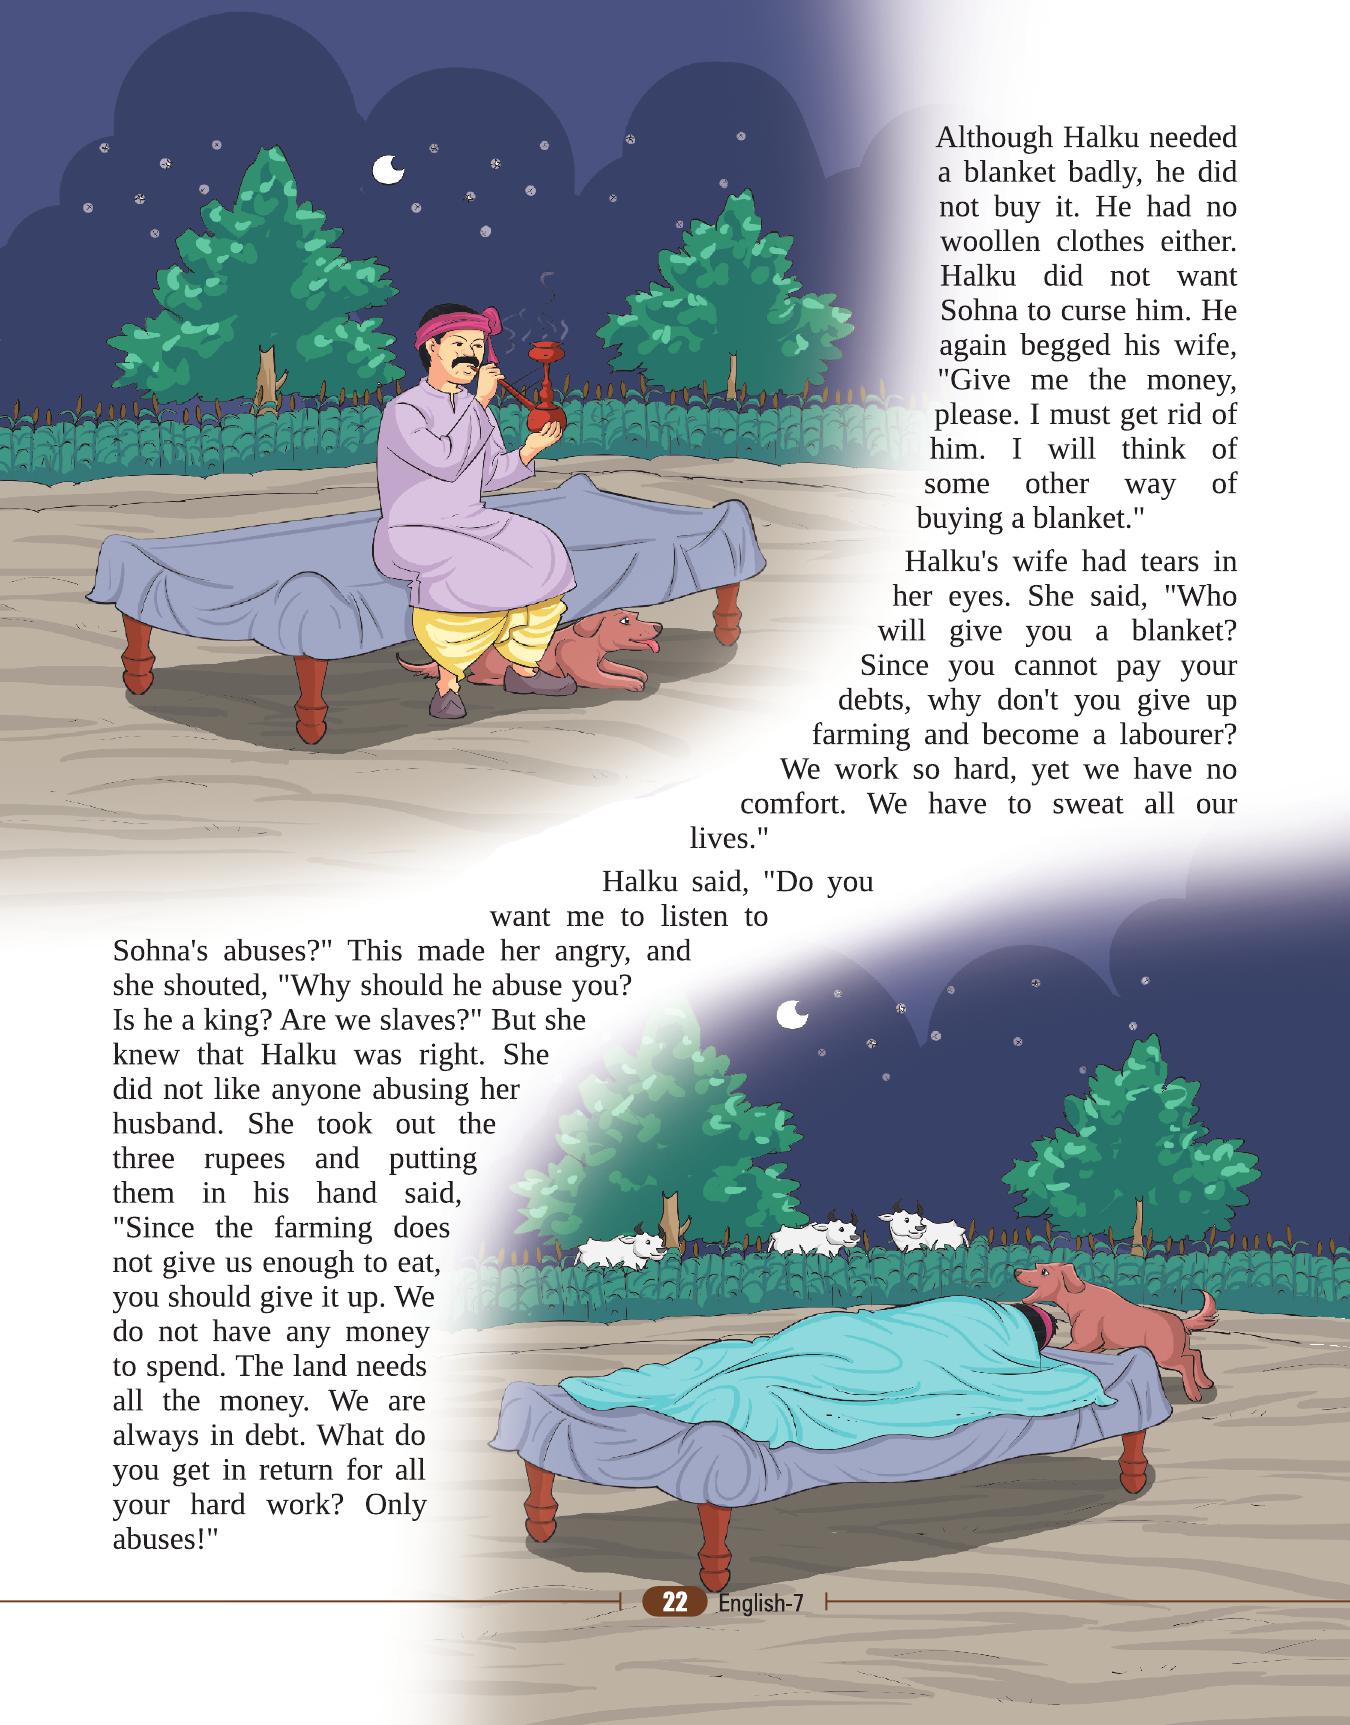 Although Halku needed
a blanket badly, he did
not buy it. He had no
woollen clothes either.
Halku did not want
Sohna to curse him. He
again begged his wife,
"Give me the money,
please. I must get rid of
him. I will think of
some other way of
buying a blanket."
Halku's wife had tears in
her eyes. She said, "Who
will give you a blanket?
Since you cannot pay your
debts, why don't you give up
farming and become a labourer?
We work so hard, yet we have no
comfort. We have to sweat all our
lives."
Halku said, "Do you
want me to listen to
Sohna's abuses?" This made her angry, and
she shouted, "Why should he abuse you?
Is he a king? Are we slaves?" But she
knew that Halku was right. She
did not like anyone abusing her
husband. She took out the
three rupees and putting
them in his hand said,
"Since the farming does
not give us enough to eat,
you should give it up. We
do not have any money
to spend. The land needs
all the money. We are
always in debt. What do
you get in return for all
your hard work? Only
abuses!"
22 English-7